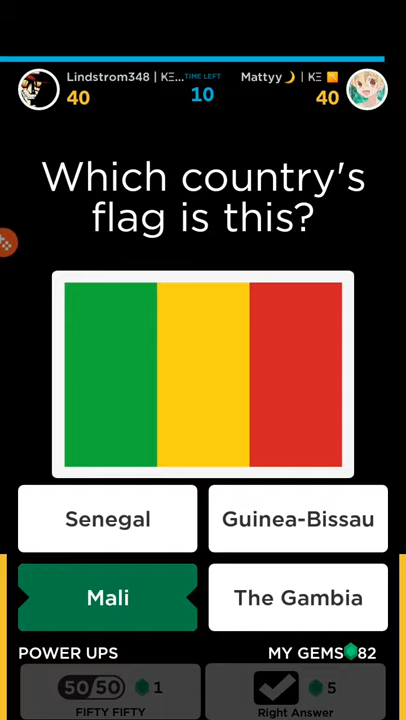 Lindstrom348 | KΞ... TIME LEFT Mattyy🌙 | KΞ
40 10 40
Which country's
flag is this?
Senegal Guinea-Bissau
Mali The Gambia
POWER UPS MY GEMS 82
50/50 1 5
FIFTY FIFTY Right Answer